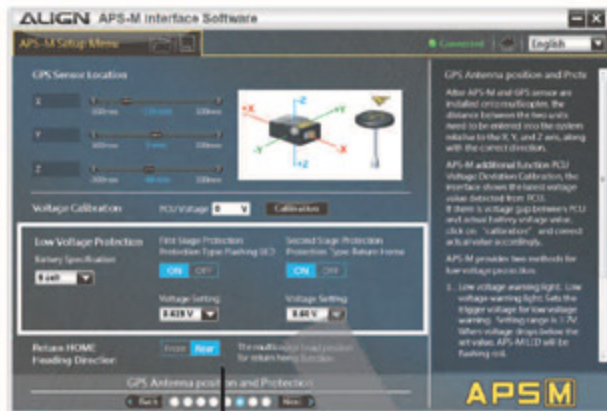 ALIGN APS-M Interface Software
APS-M Setup Menu
Connected
English
GPS Sensor Location
X
Y
Z
+X
-Z
+Y
-Y
-X
+Z
Voltage Calibration
PCU Voltage
V
Calibration
Low Voltage Protection
Battery Specification
First Stage Protection
Protection Type: Flashing LED
ON OFF
Voltage Setting
Second Stage Protection
Protection Type: Return Home
ON OFF
Voltage Setting
Return HOME
Heading Direction
Front Rear
The multicopter head position
for return home function
GPS Antenna position and Protection
Back
Next
GPS Antenna position and Prote
After APS-M and GPS sensor are
installed onto multicopter, the
distance between the two units
need to be entered into the system
relative to the X, Y, and Z axis, along
with the correct direction.
APS-M additional function PCU
Voltage Deviation Calibration, the
interface shows the latest voltage
value detected from PCU.
If there is voltage gap between PCU
and actual battery voltage value,
click on "calibration" and correct
actual value accordingly.
APS-M provides two methods for
low voltage protection:
1. Low voltage warning light: Low
voltage warning light: Sets the
trigger voltage for low voltage
warning. Setting range is 3.7V
When voltage drops below the
set value, APS-M LED will be
flashing red.
APS M